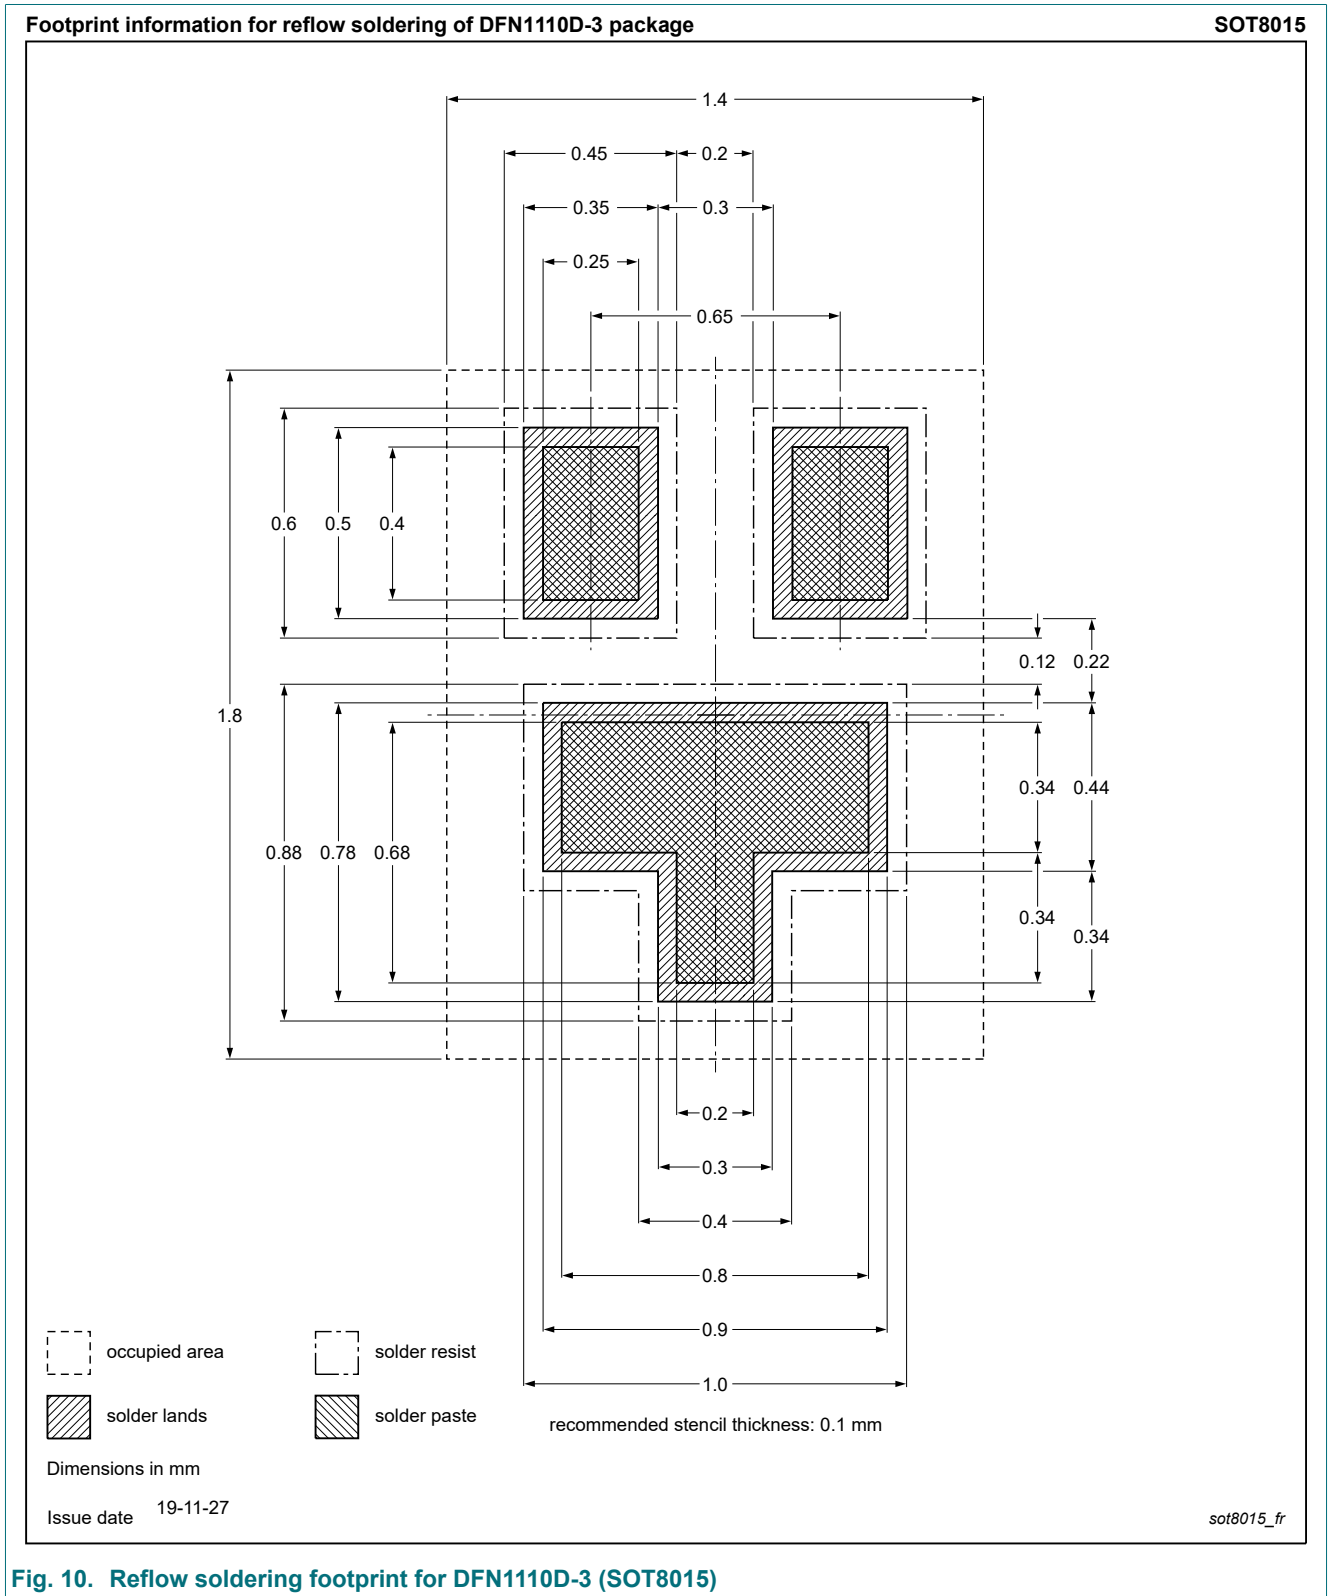 Footprint information for reflow soldering of DFN1110D-3 package SOT8015
1.4
0.45 0.2
0.35 0.3
0.25
0.65
0.6 0.5 0.4
0.12 0.22
1.8
0.34 0.44
0.88 0.78 0.68
0.34
0.34
0.2
0.3
0.4
0.8
0.9
1.0
occupied area solder resist
solder lands solder paste recommended stencil thickness: 0.1 mm
Dimensions in mm
Issue date 19-11-27
sot8015_fr
Fig. 10. Reflow soldering footprint for DFN1110D-3 (SOT8015)